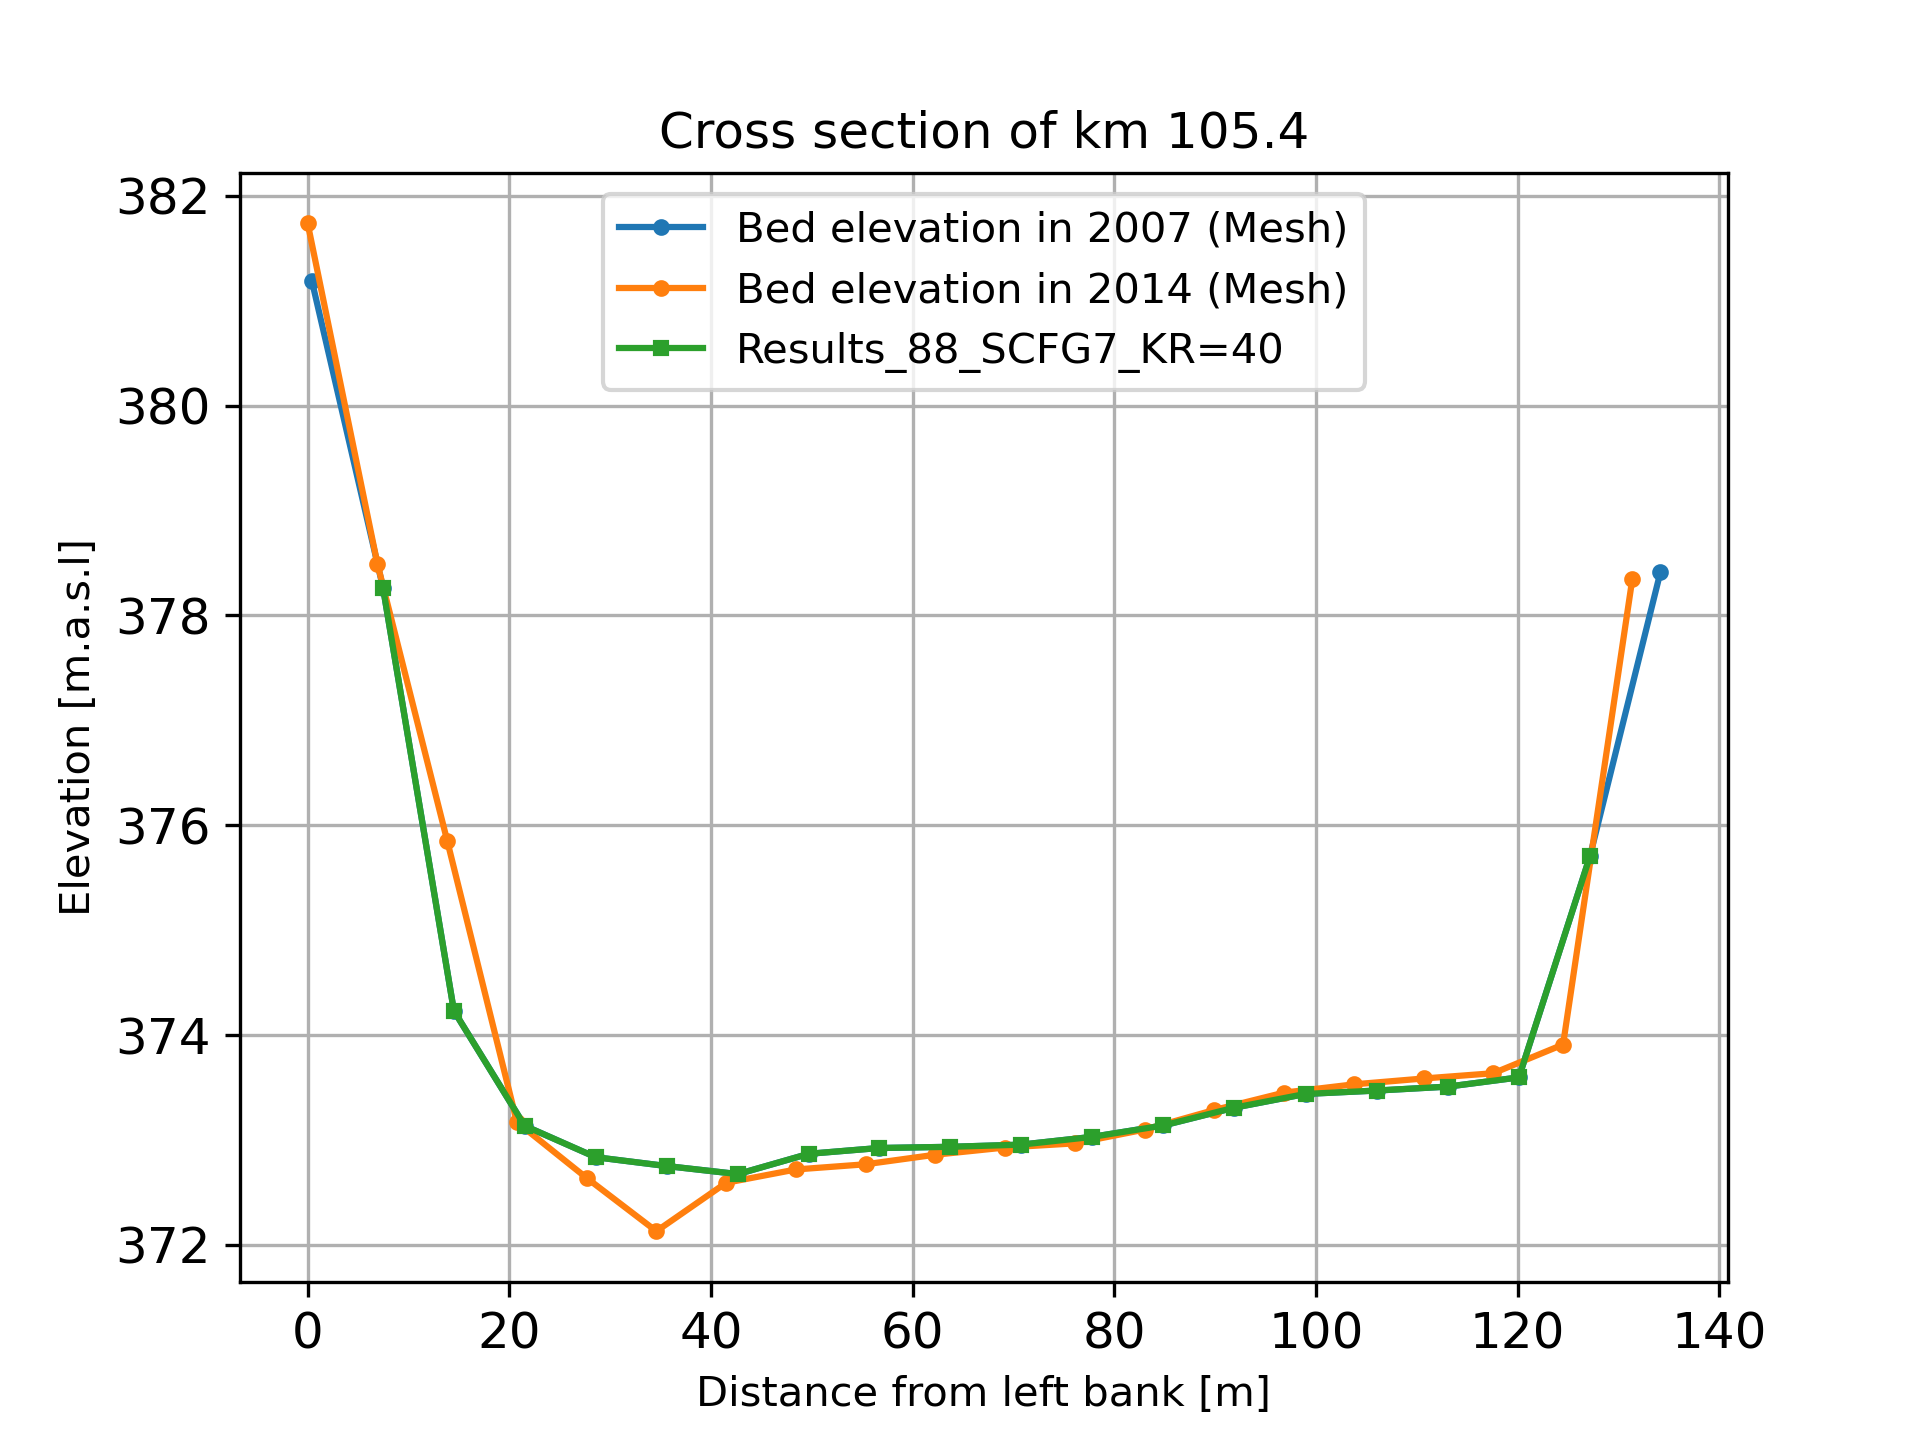 Cross section of km 105.4
Bed elevation in 2007 (Mesh)
Bed elevation in 2014 (Mesh)
Results_88_SCFG7_KR=40
Elevation [m.a.s.l]
382
380
378
376
374
372
0 20 40 60 80 100 120 140
Distance from left bank [m]